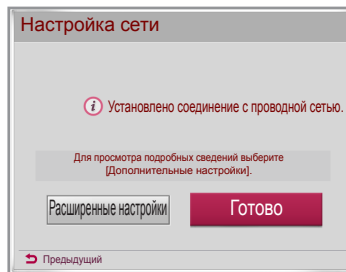 Настройка сети
Установлено соединение с проводной сетью.
Для просмотра подробных сведений выберите
[Дополнительные настройки].
Расширенные настройки
Готово
Предыдущий